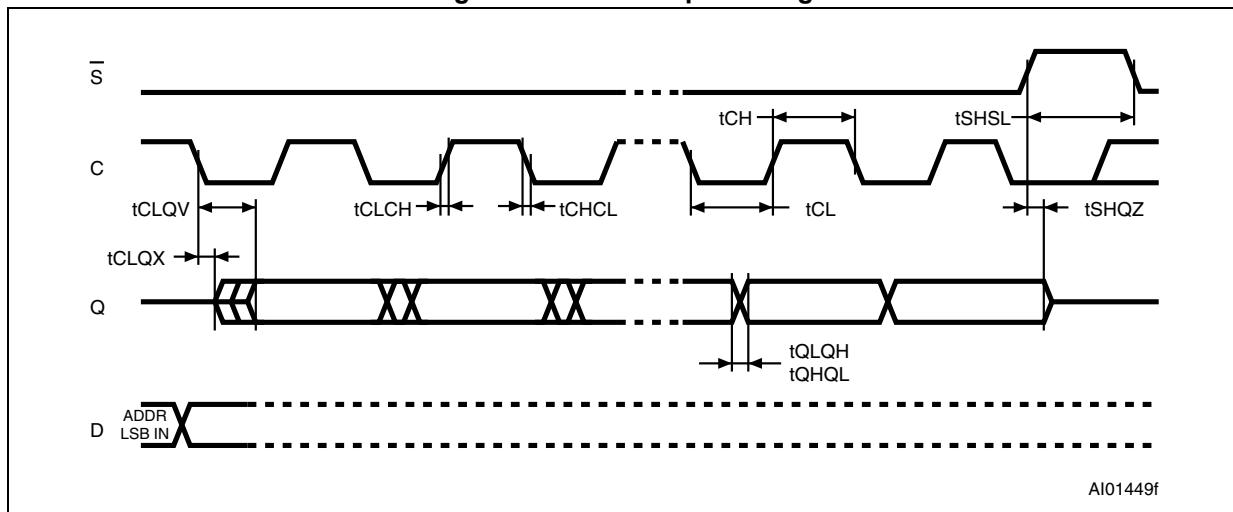 S
tCH
tSHSL
C
tCLQV
tCLCH
tCHCL
tCL
tSHQZ
tCLQX
Q
tQLQH
tQHQL
ADDR
D
LSB IN
AI01449f